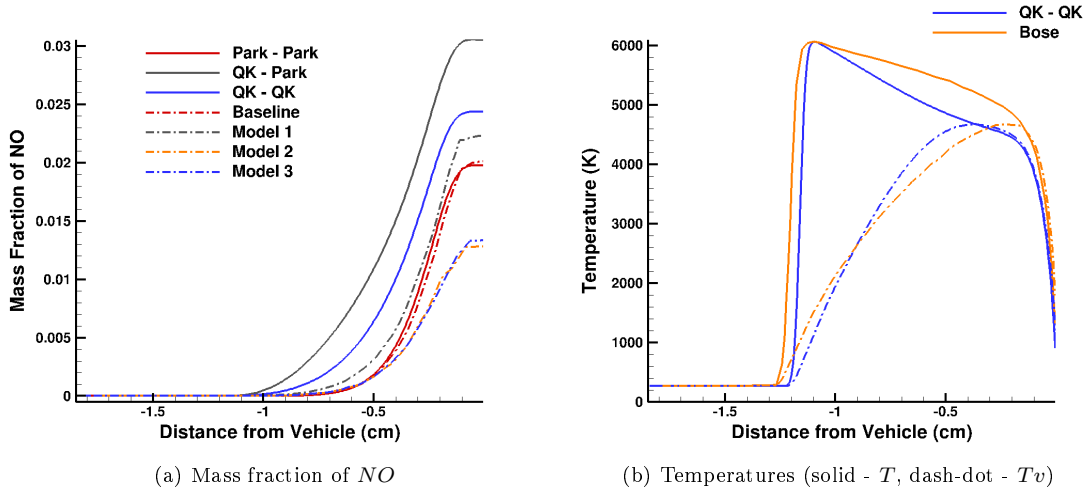 Park - Park
QK - Park
QK - QK
Baseline
Model 1
Model 2
Model 3
0.03
0.025
0.02
0.015
0.01
0.005
0
-1.5
-1
-0.5
Mass Fraction of NO
Distance from Vehicle (cm)
(a) Mass fraction of NO
QK - QK
Bose
6000
5000
4000
3000
2000
1000
0
-1.5
-1
-0.5
Temperature (K)
Distance from Vehicle (cm)
(b) Temperatures (solid - T, dash-dot - Tv)